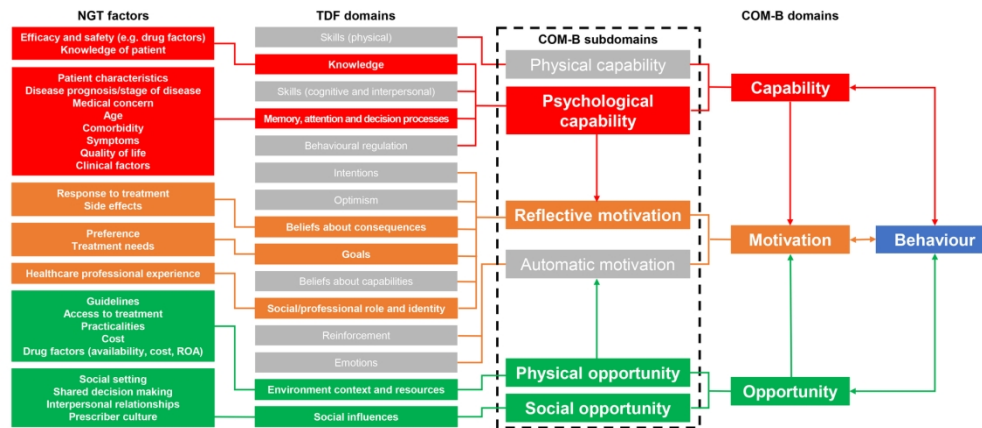 NGT factors
Efficacy and safety (e.g. drug factors)
Knowledge of patient
Patient characteristics
Disease prognosis/stage of disease
Medical concern
Age
Comorbidity
Symptoms
Quality of life
Clinical factors
Response to treatment
Side effects
Preference
Treatment needs
Healthcare professional experience
Guidelines
Access to treatment
Practicalities
Cost
Drug factors (availability, cost, ROA)
Social setting
Shared decision making
Interpersonal relationships
Prescriber culture
TDF domains
Skills (physical)
Knowledge
Skills (cognitive and interpersonal)
Memory, attention and decision processes
Behavioural regulation
Intentions
Optimism
Beliefs about consequences
Goals
Beliefs about capabilities
Social/professional role and identity
Reinforcement
Emotions
Environment context and resources
Social influences
COM-B subdomains
Physical capability
Psychological
capability
Reflective motivation
Automatic motivation
Physical opportunity
Social opportunity
COM-B domains
Capability
Motivation
Opportunity
Behaviour